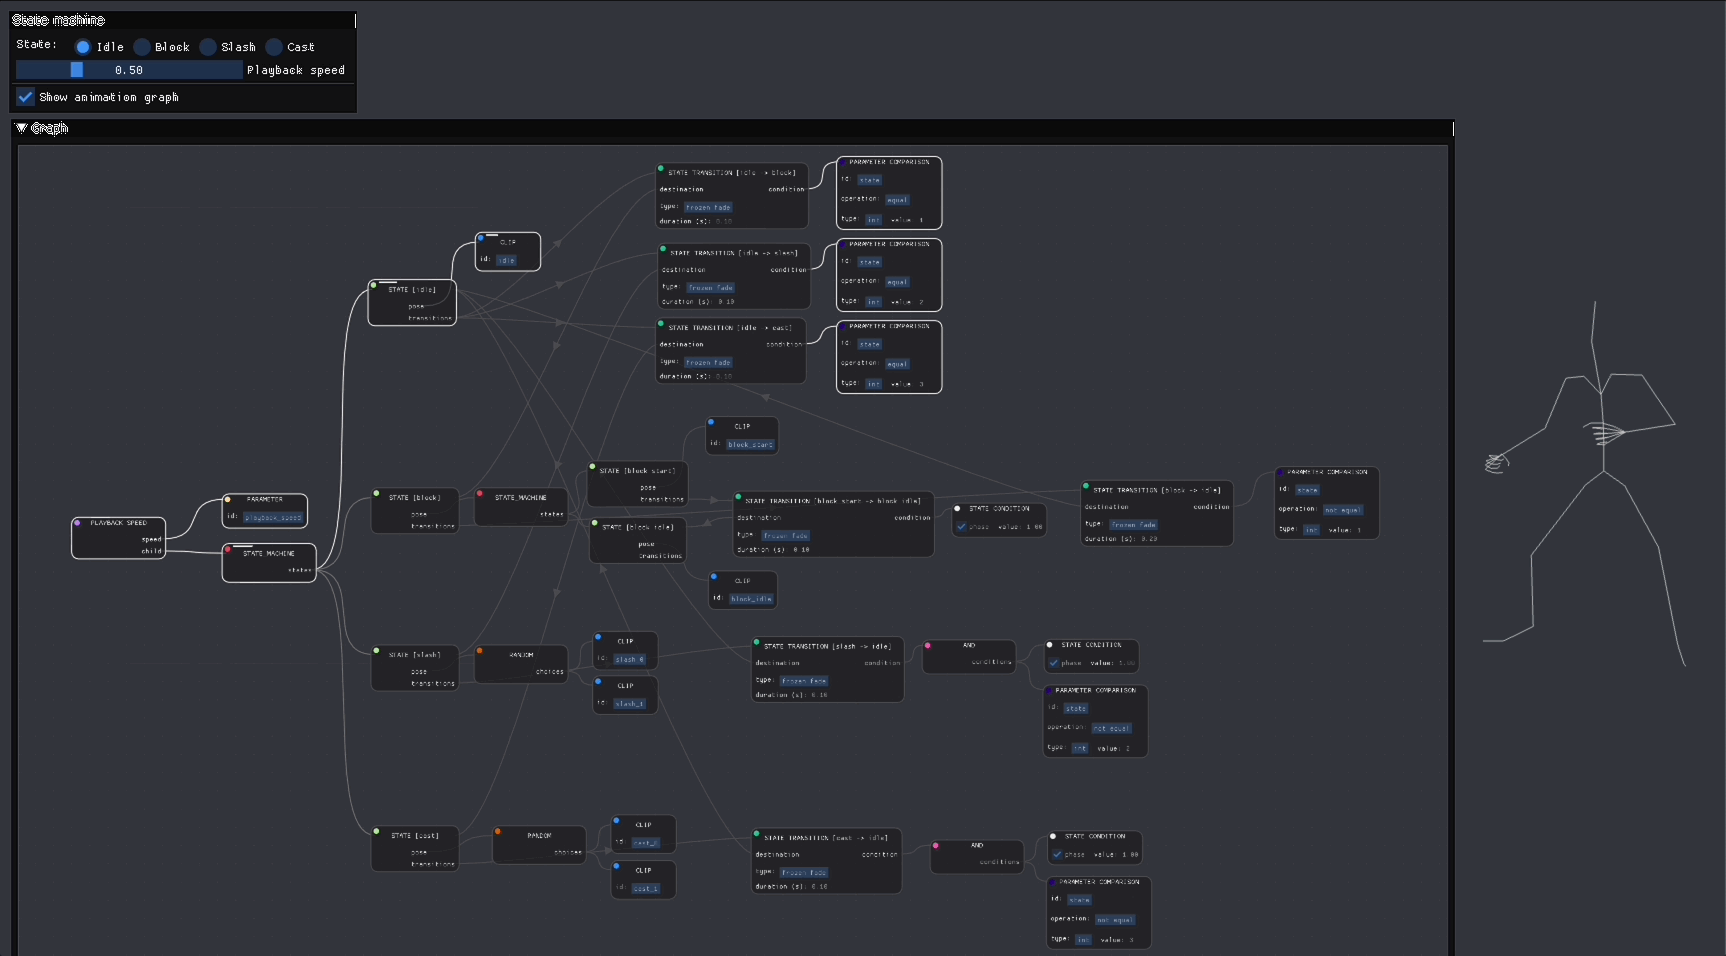 State machine
State: Idle Block Slash Cast
0.50 Playback speed
Show animation graph
Graph
STATE TRANSITION [idle -> block]
destination condition
type: frozen fade
duration (s): 0.10
PARAMETER COMPARISON
id: state
operation: equal
type: int value: 1
CLIP
id: idle
STATE TRANSITION [idle -> slash]
destination condition
type: frozen fade
duration (s): 0.10
PARAMETER COMPARISON
id: state
operation: equal
type: int value: 2
STATE [idle]
pose
transitions
STATE TRANSITION [idle -> cast]
destination condition
type: frozen fade
duration (s): 0.10
PARAMETER COMPARISON
id: state
operation: equal
type: int value: 3
CLIP
id: block_start
STATE [block start]
pose
transitions
PARAMETER
id: playback_speed
PLAYBACK SPEED
speed
child
STATE MACHINE
states
STATE [block]
pose
transitions
STATE MACHINE
states
STATE [block idle]
pose
transitions
STATE TRANSITION [block start -> block idle]
destination condition
type: frozen fade
duration (s): 0.10
STATE CONDITION
phase value: 1.00
STATE TRANSITION [block -> idle]
destination condition
type: frozen fade
duration (s): 0.20
PARAMETER COMPARISON
id: state
operation: not equal
type: int value: 1
CLIP
id: block_idle
STATE [slash]
pose
transitions
RANDOM
choices
CLIP
id: slash_0
CLIP
id: slash_1
STATE TRANSITION [slash -> idle]
destination condition
type: frozen fade
duration (s): 0.10
AND
conditions
STATE CONDITION
phase value: 1.00
PARAMETER COMPARISON
id: state
operation: not equal
type: int value: 2
STATE [cast]
pose
transitions
RANDOM
choices
CLIP
id: cast_0
CLIP
id: cast_1
STATE TRANSITION [cast -> idle]
destination condition
type: frozen fade
duration (s): 0.10
AND
conditions
STATE CONDITION
phase value: 1.00
PARAMETER COMPARISON
id: state
operation: not equal
type: int value: 3